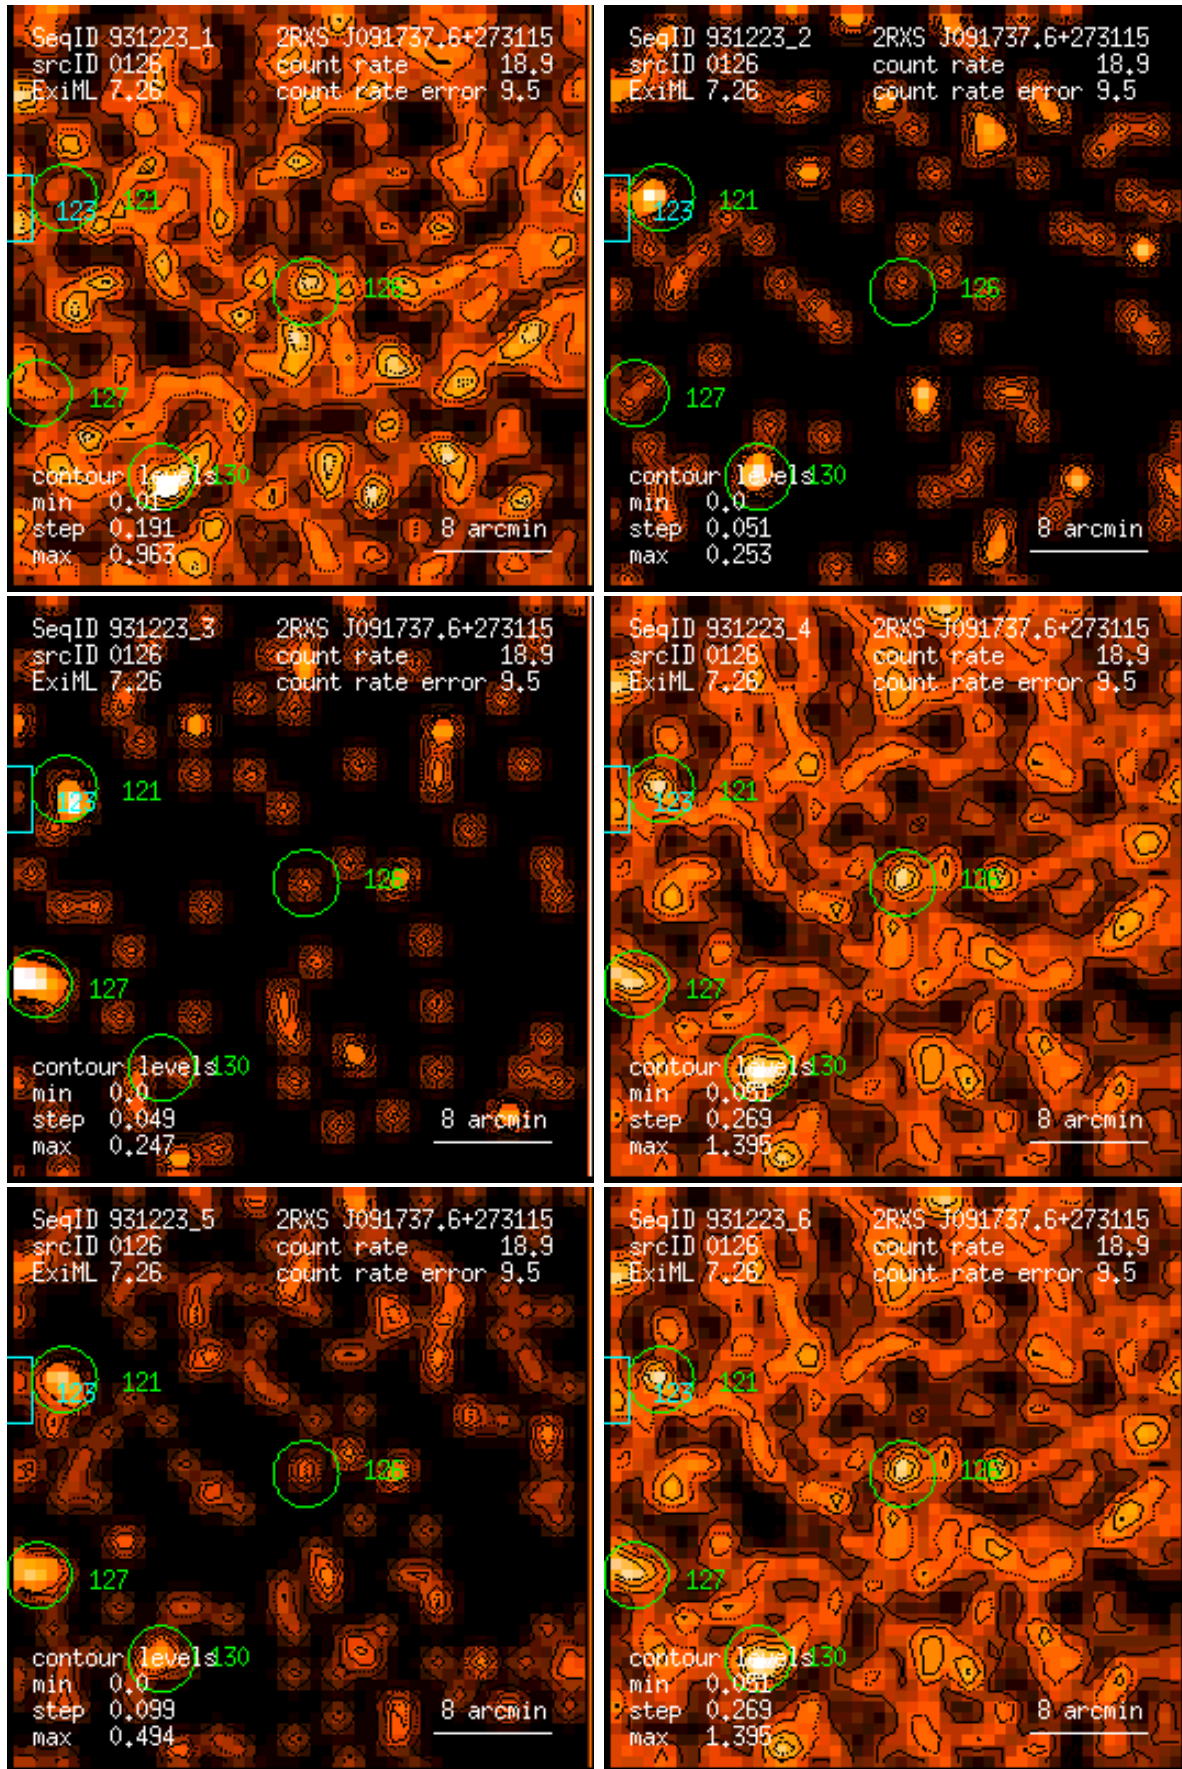 SeqID 931223_1 2RXS J091737.6+273115
srcID 0126 count rate 18.9
ExiML 7.26 count rate error 9.5
121
123
126
127
contour levels 130
min 0.01
step 0.191 8 arcmin
max 0.963
SeqID 931223_2 2RXS J091737.6+273115
srcID 0126 count rate 18.9
ExiML 7.26 count rate error 9.5
121
123
126
127
contour levels 130
min 0.0
step 0.051 8 arcmin
max 0.253
SeqID 931223_3 2RXS J091737.6+273115
srcID 0126 count rate 18.9
ExiML 7.26 count rate error 9.5
121
123
126
127
contour levels 130
min 0.0
step 0.049 8 arcmin
max 0.247
SeqID 931223_4 2RXS J091737.6+273115
srcID 0126 count rate 18.9
ExiML 7.26 count rate error 9.5
121
123
126
127
contour levels 130
min 0.051
step 0.269 8 arcmin
max 1.395
SeqID 931223_5 2RXS J091737.6+273115
srcID 0126 count rate 18.9
ExiML 7.26 count rate error 9.5
121
123
126
127
contour levels 130
min 0.0
step 0.099 8 arcmin
max 0.494
SeqID 931223_6 2RXS J091737.6+273115
srcID 0126 count rate 18.9
ExiML 7.26 count rate error 9.5
121
123
126
127
contour levels 130
min 0.051
step 0.269 8 arcmin
max 1.395